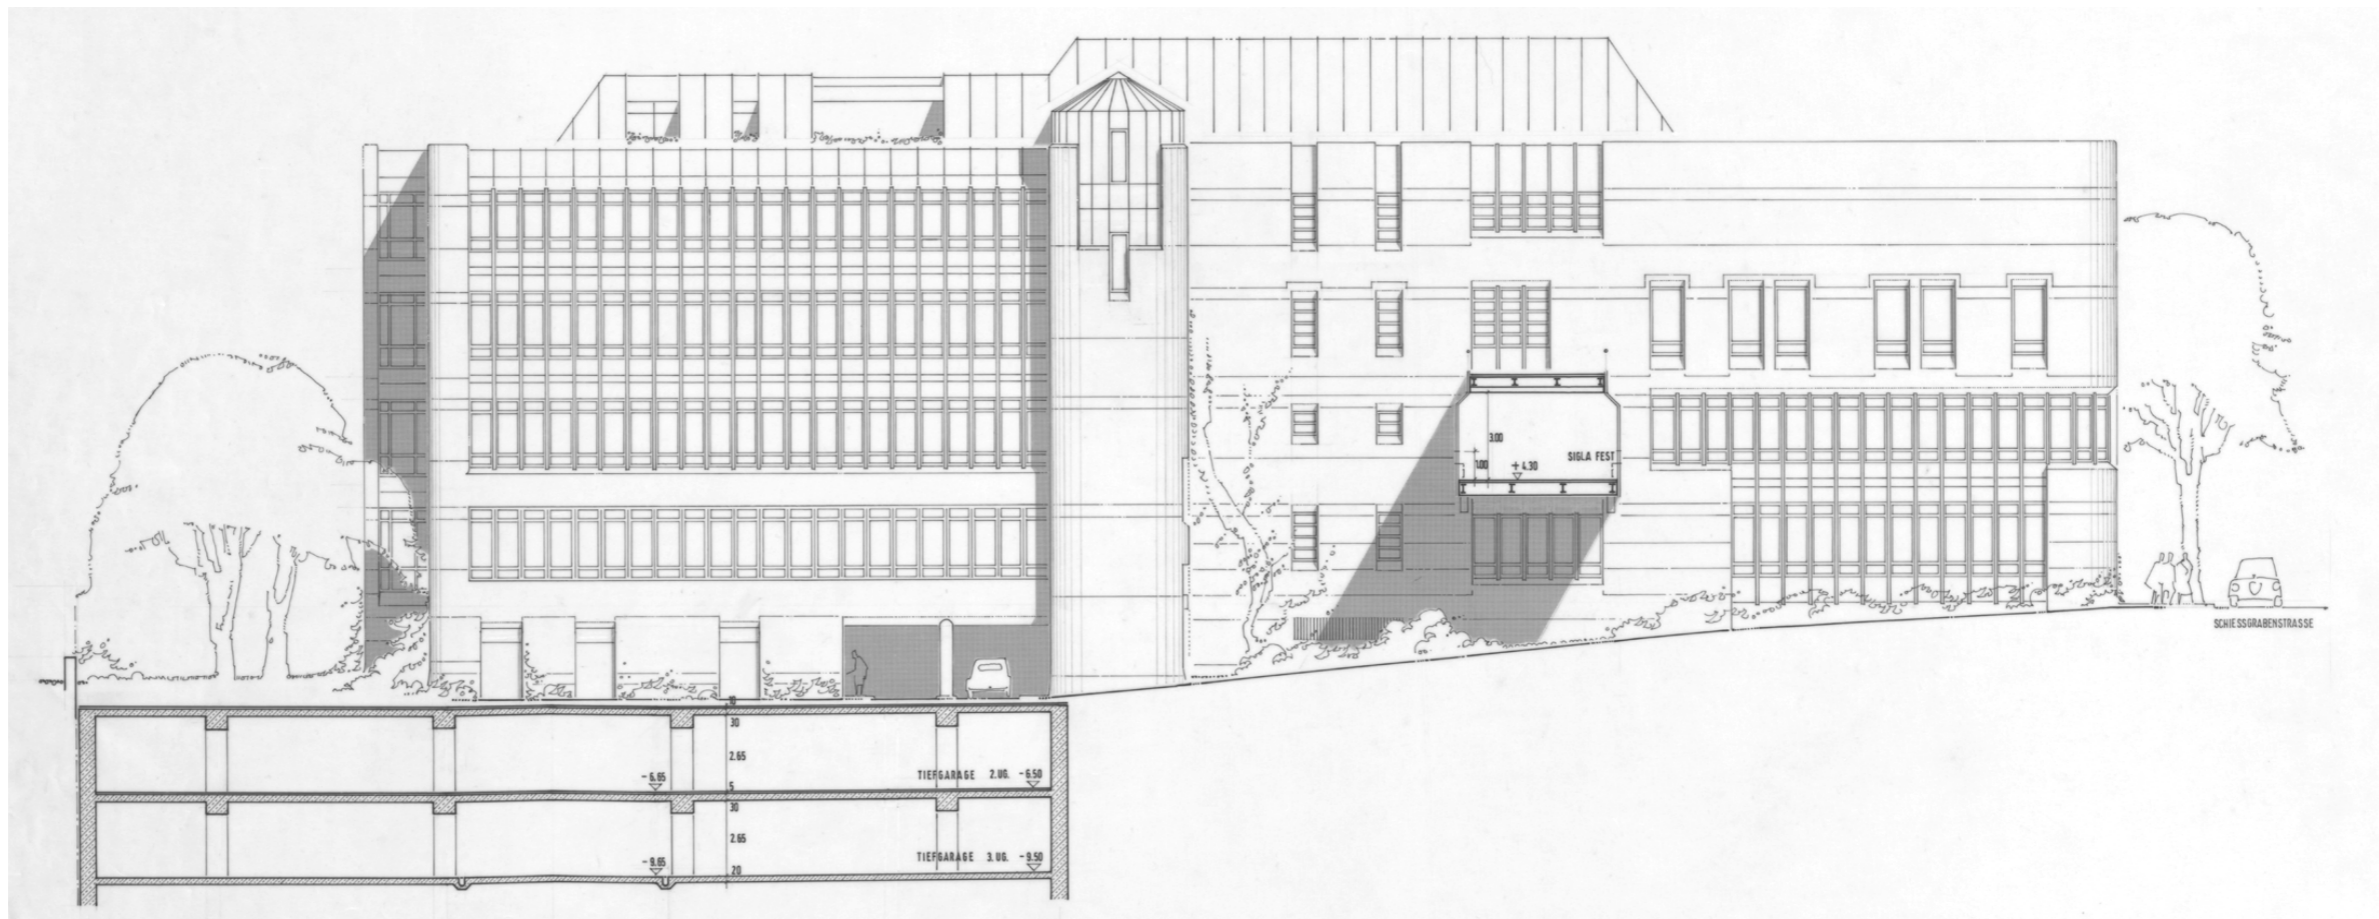 3.00
SIGLA FEST
1.00
+ 4.30
SCHIESSGRABENSTRASSE
30
2.65
- 6.65
TIEFGARAGE 2.UG. -6.50
5
30
2.65
- 9.65
TIEFGARAGE 3.UG. -9.50
20